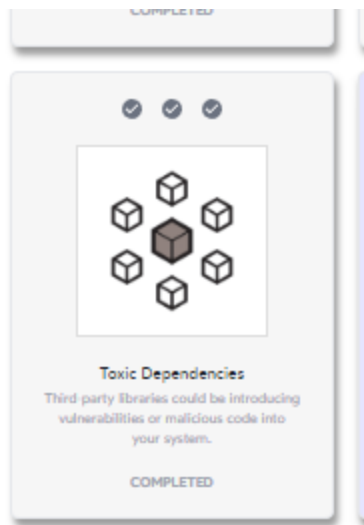 COMPLETED
Toxic Dependencies
Third party libraries could be introducing
vulnerabilities or malicious code into
your system.
COMPLETED